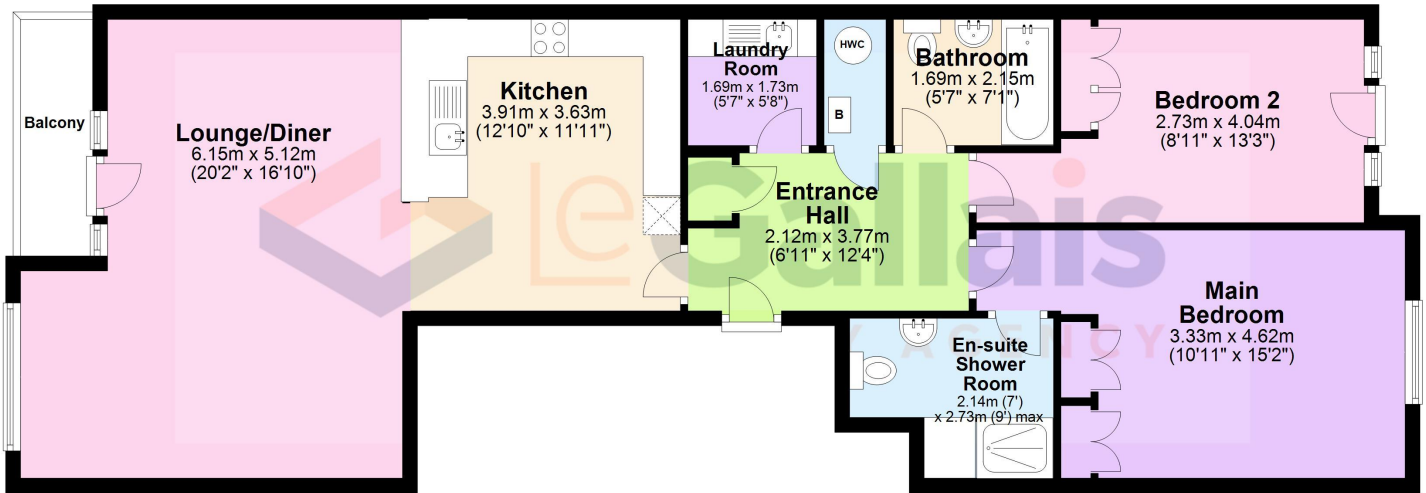 Balcony
Lounge/Diner
6.15m x 5.12m
(20'2" x 16'10")
Kitchen
3.91m x 3.63m
(12'10" x 11'11")
Laundry
Room
1.69m x 1.73m
(5'7" x 5'8")
HWC
B
Bathroom
1.69m x 2.15m
(5'7" x 7'1")
Bedroom 2
2.73m x 4.04m
(8'11" x 13'3")
Entrance
Hall
2.12m x 3.77m
(6'11" x 12'4")
Main
Bedroom
3.33m x 4.62m
(10'11" x 15'2")
En-suite
Shower
Room
2.14m (7')
x 2.73m (9') max
LeGallais
AGENCY